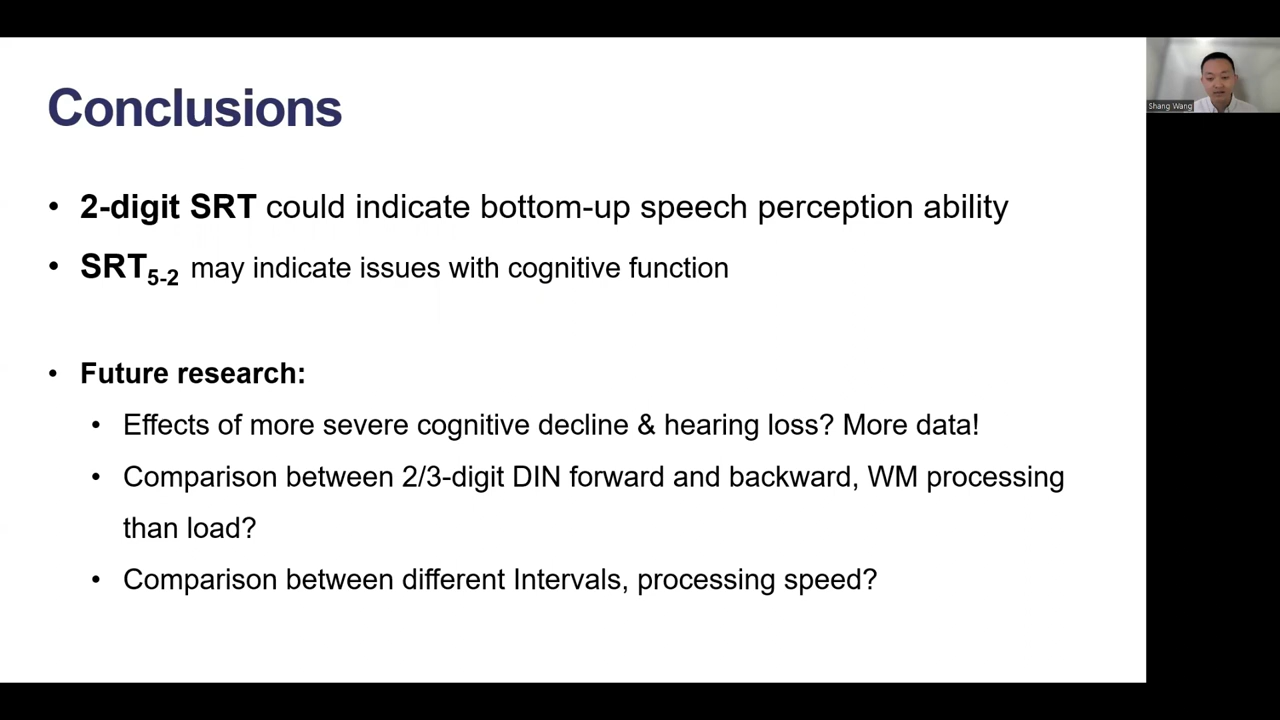 Conclusions
Shang Wang
• 2-digit SRT could indicate bottom-up speech perception ability
• SRT5-2 may indicate issues with cognitive function
• Future research:
• Effects of more severe cognitive decline & hearing loss? More data!
• Comparison between 2/3-digit DIN forward and backward, WM processing
than load?
• Comparison between different Intervals, processing speed?